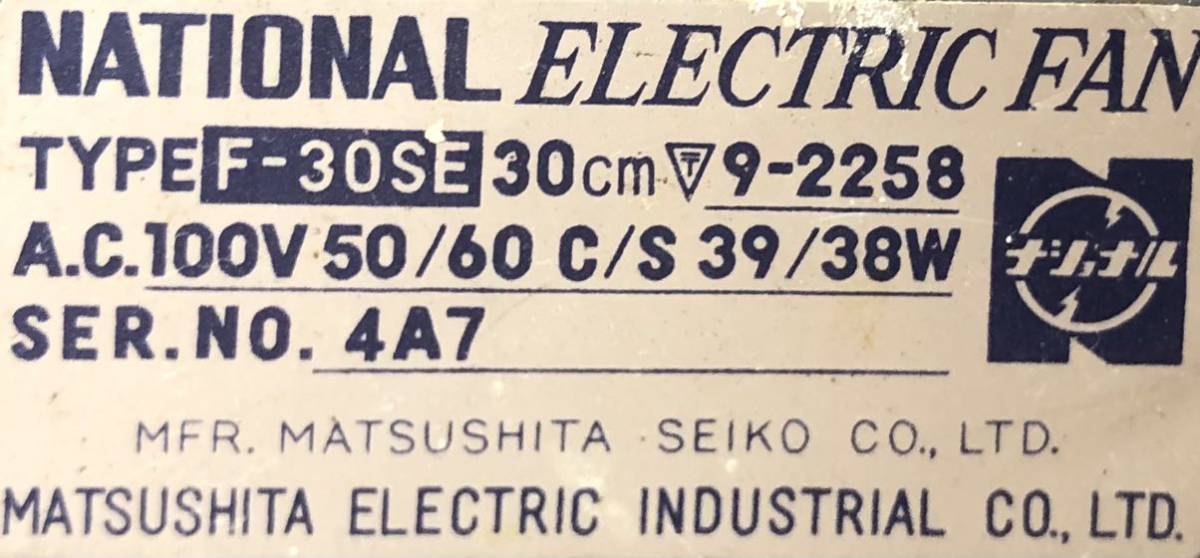 NATIONAL ELECTRIC FAN
TYPE F-30SE 30cm 〒 9-2258
A.C. 100V 50/60 C/S 39/38W
ナショナル
SER. NO. 4A7
MFR. MATSUSHITA SEIKO CO., LTD.
MATSUSHITA ELECTRIC INDUSTRIAL CO., LTD.